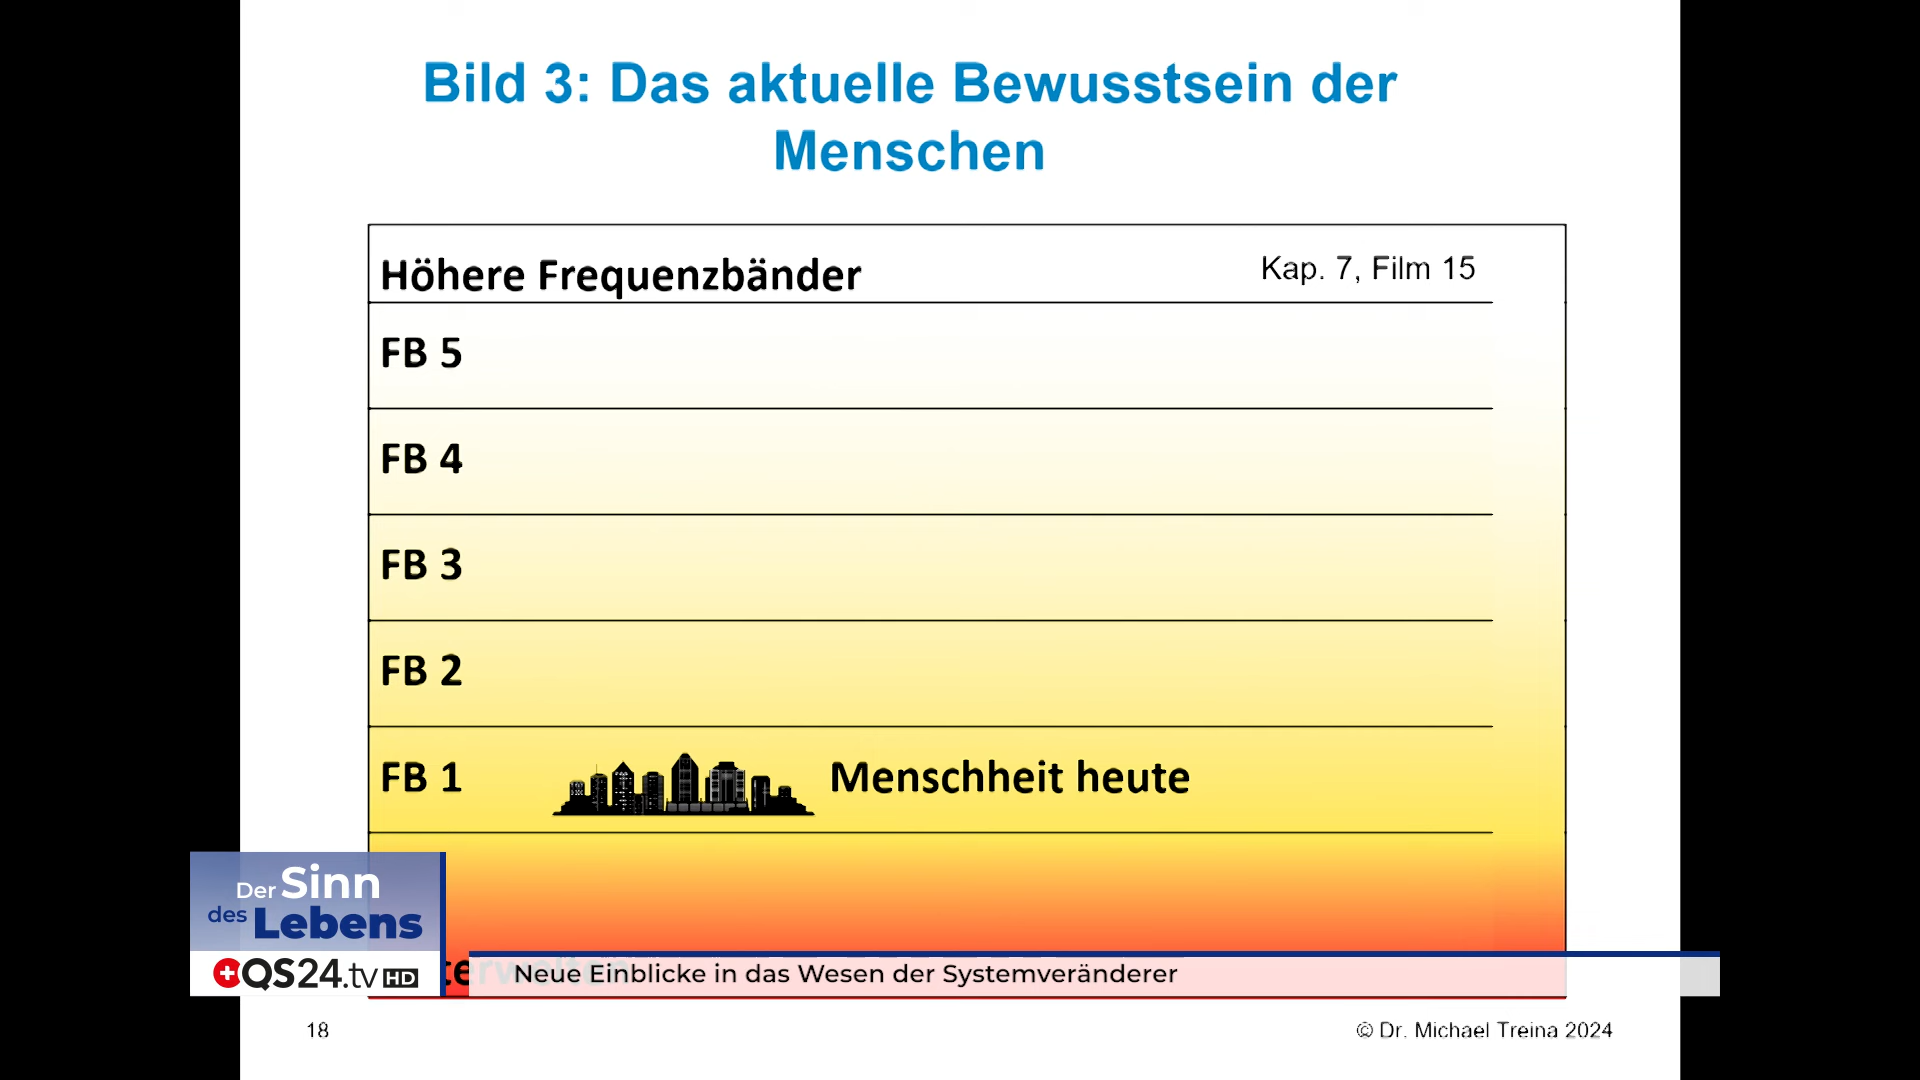 Bild 3: Das aktuelle Bewusstsein der
Menschen
Höhere Frequenzbänder
Kap. 7, Film 15
FB 5
FB 4
FB 3
FB 2
FB 1
Menschheit heute
Der Sinn
des Lebens
QS24.tv HD
Neue Einblicke in das Wesen der Systemveränderer
18
© Dr. Michael Treina 2024